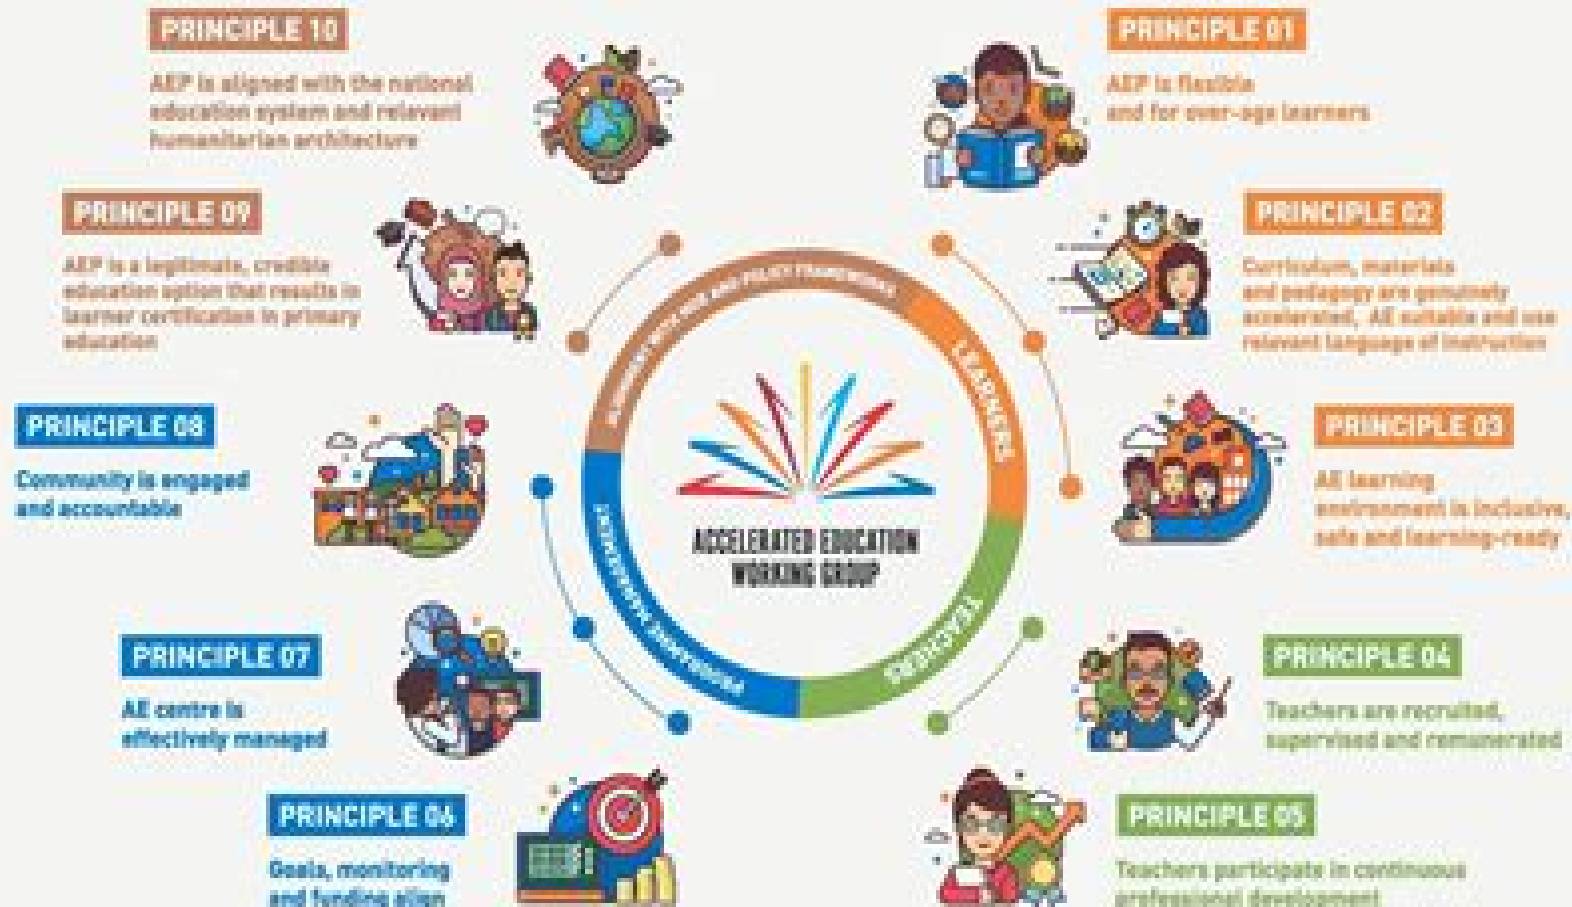 PRINCIPLE 10
AEP is aligned with the national
education system and relevant
humanitarian architecture
PRINCIPLE 01
AEP is flexible
and for over-age learners
PRINCIPLE 09
AEP is a legitimate, credible
education option that results in
learner certification in primary
education
PRINCIPLE 02
Curriculum, materials
and pedagogy are genuinely
accelerated, AE suitable and use
relevant language of instruction
PRINCIPLE 08
Community is engaged
and accountable
PRINCIPLE 03
AE learning
environment is inclusive,
safe and learning-ready
ALIGNMENT WITH AND POLICY FRAMEWORKS
LEARNERS
TEACHERS
PROGRAMME MANAGEMENT
ACCELERATED EDUCATION
WORKING GROUP
PRINCIPLE 07
AE centre is
effectively managed
PRINCIPLE 04
Teachers are recruited,
supervised and remunerated
PRINCIPLE 06
Goals, monitoring
and funding align
PRINCIPLE 05
Teachers participate in continuous
professional development